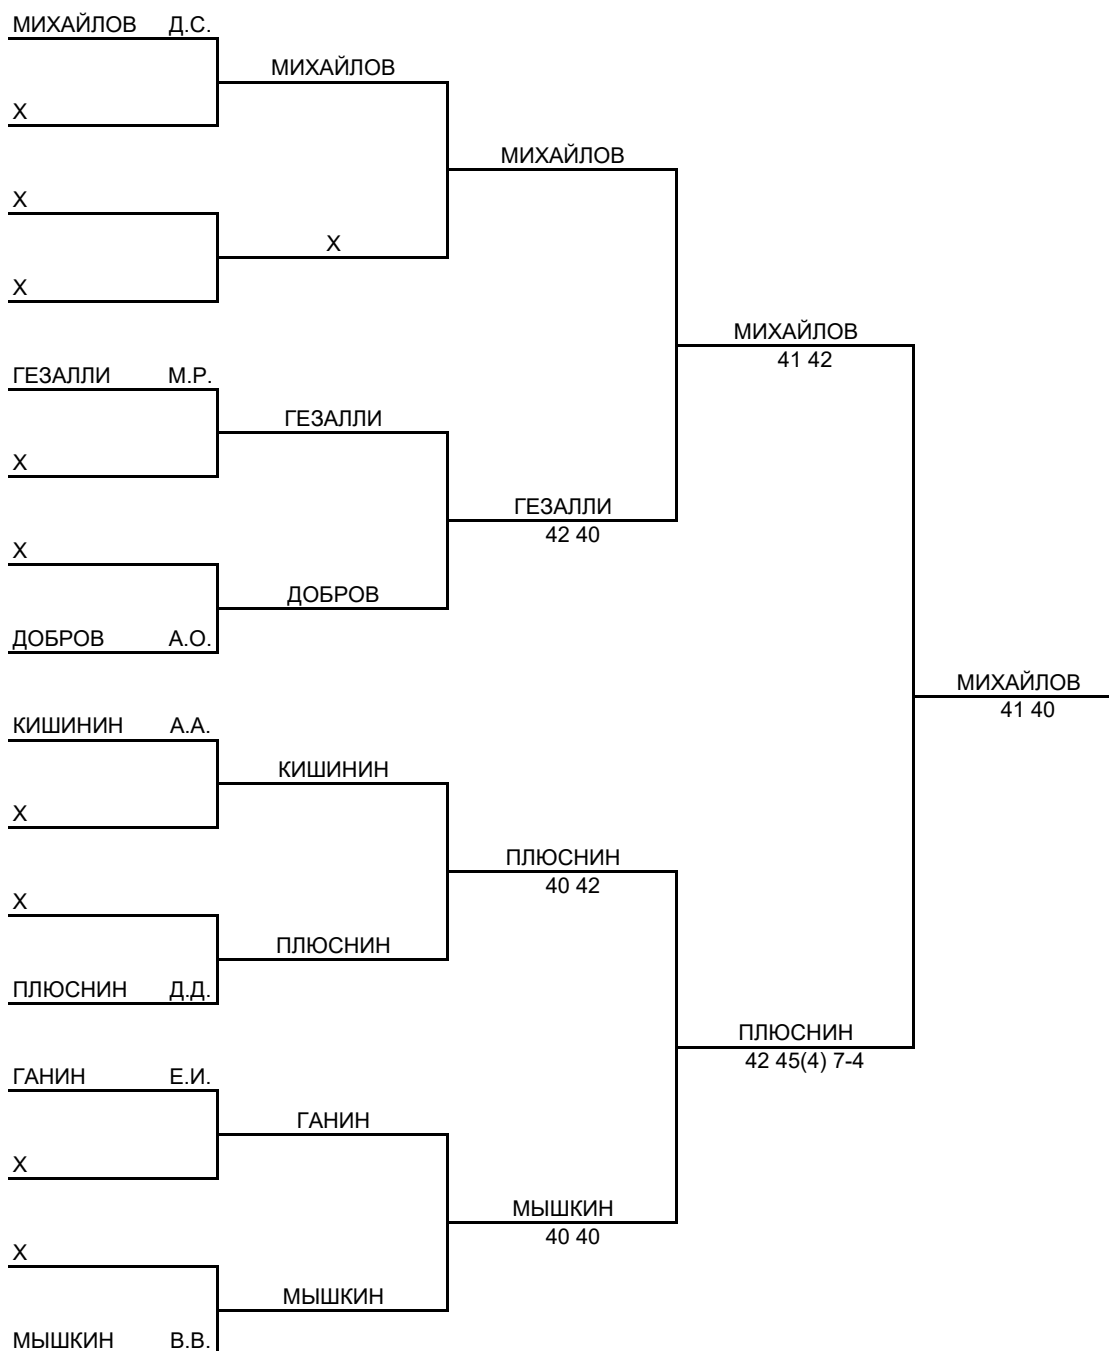 МИХАЙЛОВ Д.С.
МИХАЙЛОВ
Х
МИХАЙЛОВ
Х
Х
Х
МИХАЙЛОВ
41 42
ГЕЗАЛЛИ М.Р.
ГЕЗАЛЛИ
Х
ГЕЗАЛЛИ
42 40
Х
ДОБРОВ
ДОБРОВ А.О.
МИХАЙЛОВ
41 40
КИШИНИН А.А.
КИШИНИН
Х
ПЛЮСНИН
40 42
Х
ПЛЮСНИН
ПЛЮСНИН Д.Д.
ПЛЮСНИН
42 45(4) 7-4
ГАНИН Е.И.
ГАНИН
Х
МЫШКИН
40 40
Х
МЫШКИН
МЫШКИН В.В.